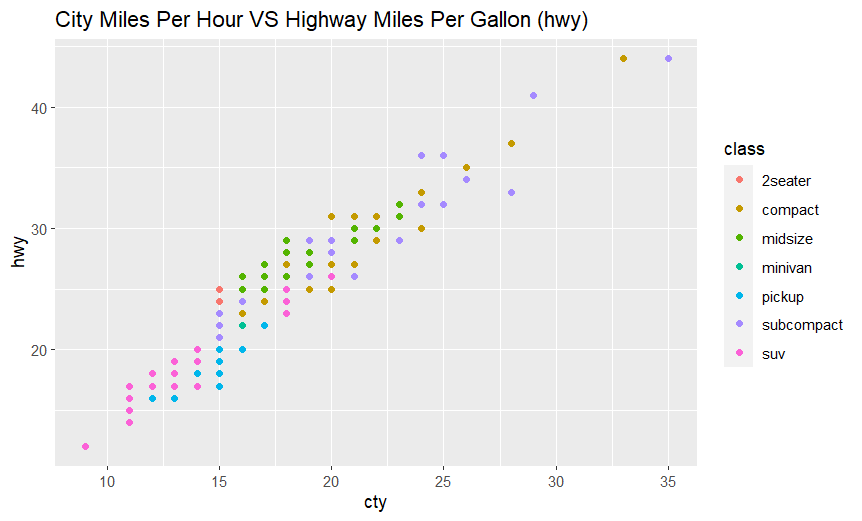 City Miles Per Hour VS Highway Miles Per Gallon (hwy)
40
30
20
hwy
10
15
20
25
30
35
cty
class
2seater
compact
midsize
minivan
pickup
subcompact
suv